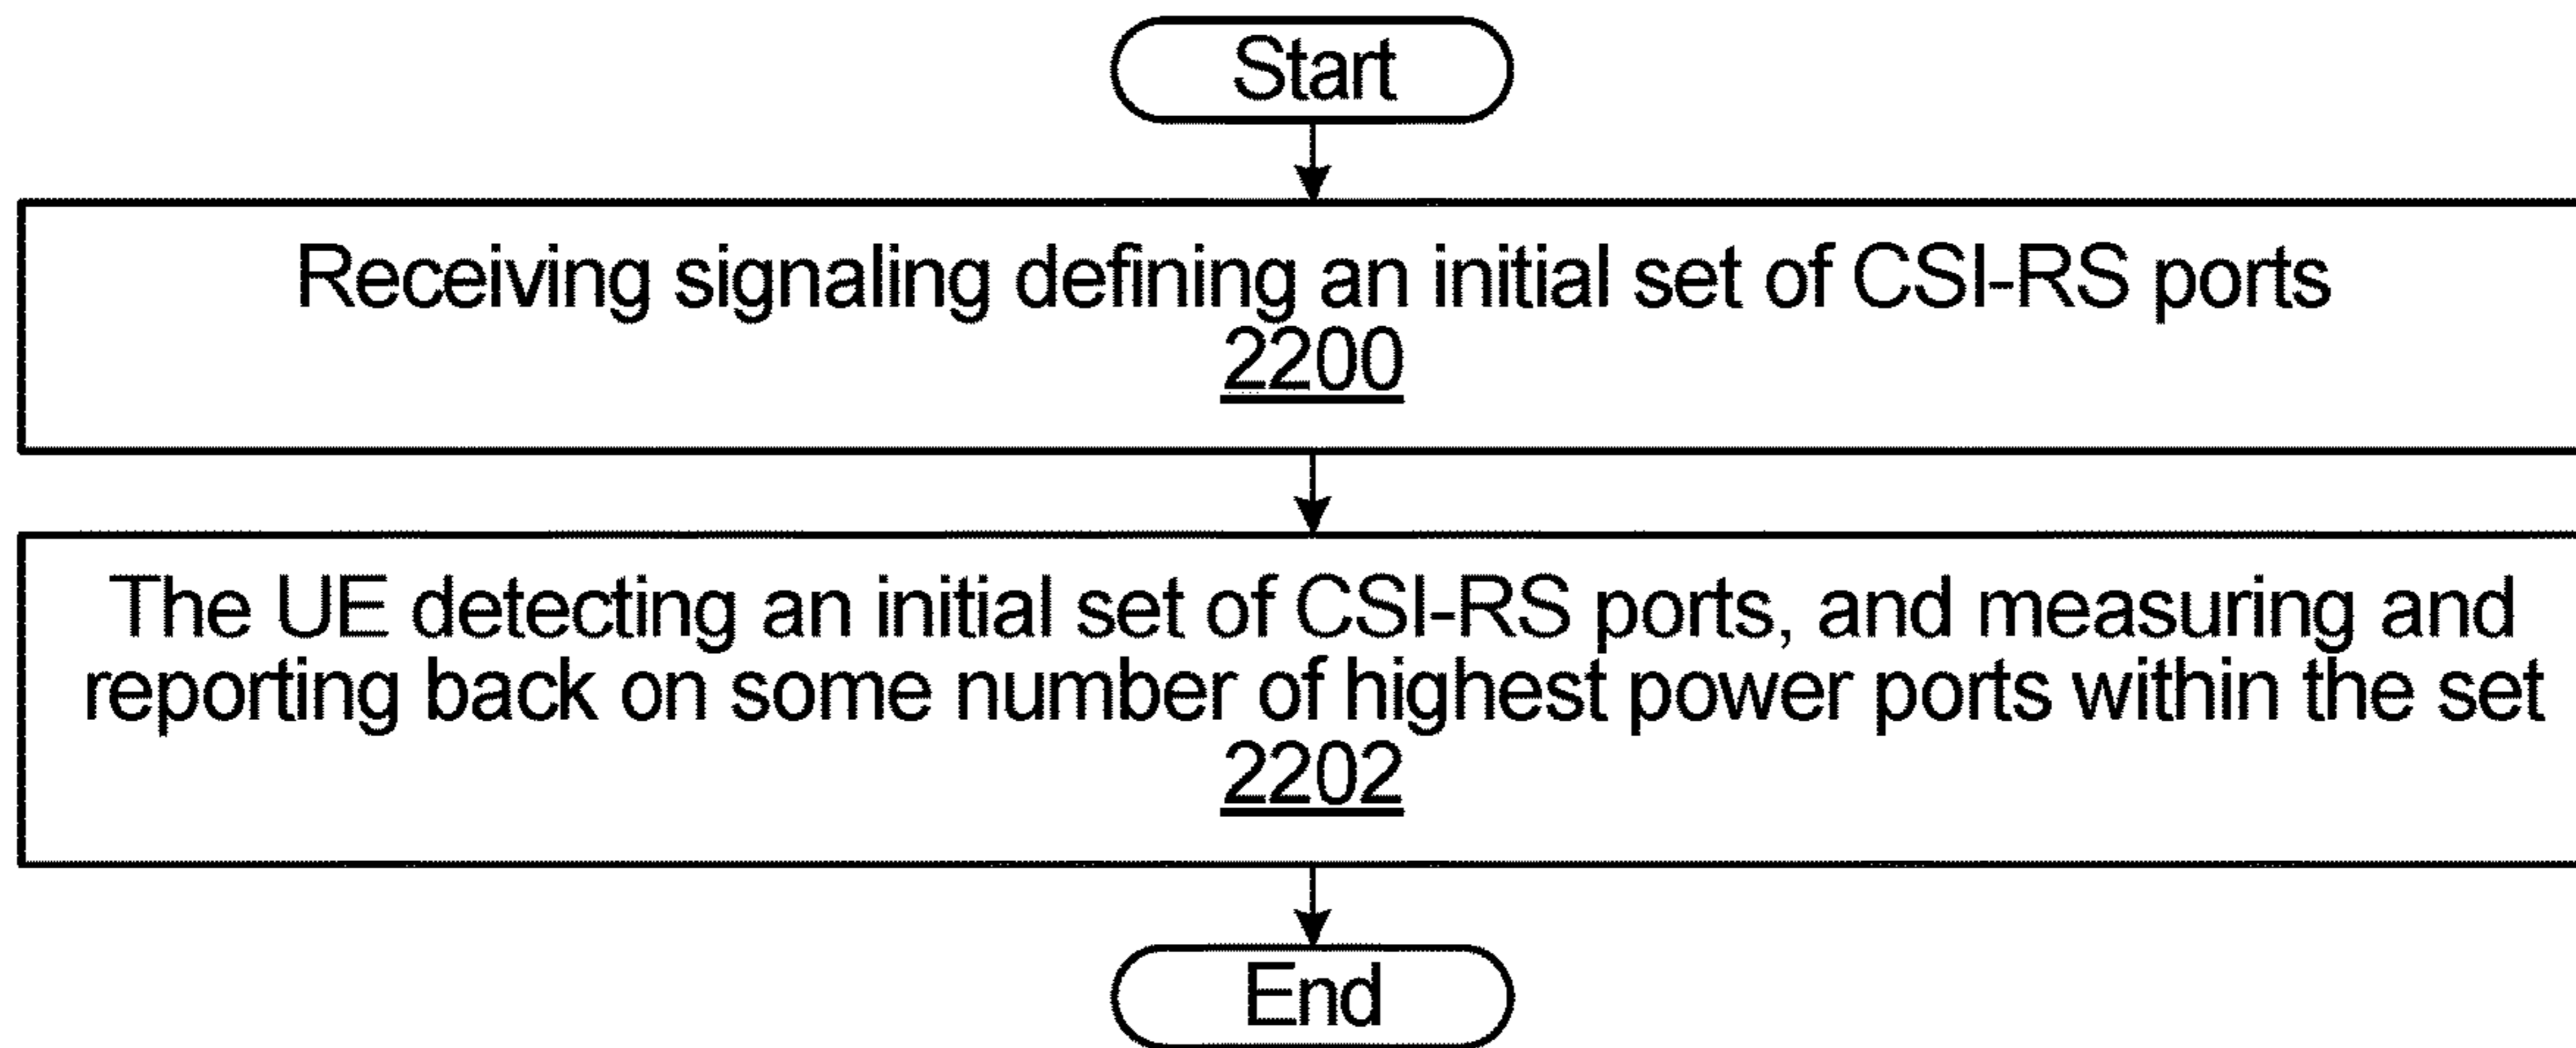 Start
Receiving signaling defining an initial set of CSI-RS ports
2200
The UE detecting an initial set of CSI-RS ports, and measuring and
reporting back on some number of highest power ports within the set
2202
End